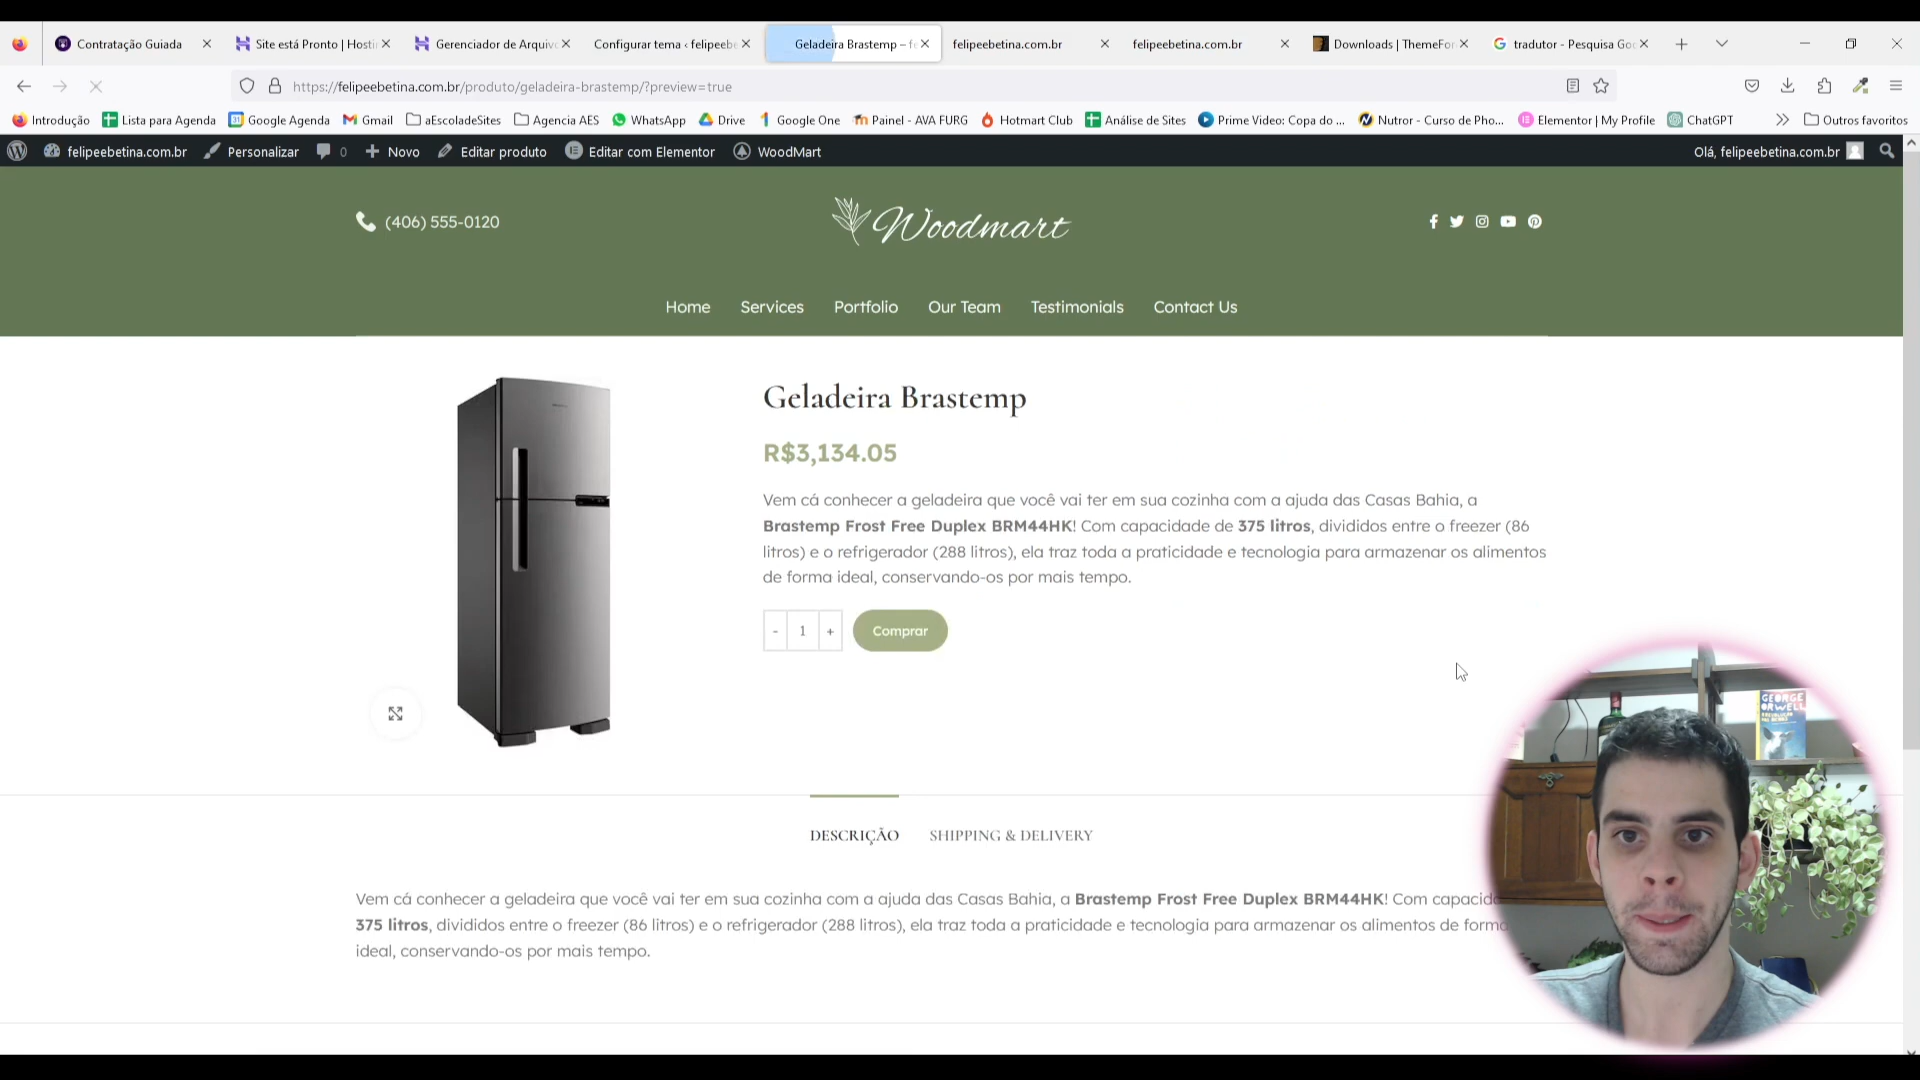 Contratação Guiada
Site está Pronto | Hosti
Gerenciador de Arquivo
Configurar tema ‹ felipeebe
Geladeira Brastemp – f
felipeebetina.com.br
felipeebetina.com.br
Downloads | ThemeFor
tradutor - Pesquisa Goo
https://felipeebetina.com.br/produto/geladeira-brastemp/?preview=true
Introdução
Lista para Agenda
Google Agenda
Gmail
aEscoladeSites
Agencia AES
WhatsApp
Drive
Google One
Painel - AVA FURG
Hotmart Club
Análise de Sites
Prime Video: Copa do ...
Nutror - Curso de Pho...
Elementor | My Profile
ChatGPT
Outros favoritos
felipeebetina.com.br
Personalizar
0
Novo
Editar produto
Editar com Elementor
WoodMart
Olá, felipeebetina.com.br
(406) 555-0120
Woodmart
Home
Services
Portfolio
Our Team
Testimonials
Contact Us
Geladeira Brastemp
R$3,134.05
Vem cá conhecer a geladeira que você vai ter em sua cozinha com a ajuda das Casas Bahia, a
Brastemp Frost Free Duplex BRM44HK! Com capacidade de 375 litros, divididos entre o freezer (86
litros) e o refrigerador (288 litros), ela traz toda a praticidade e tecnologia para armazenar os alimentos
de forma ideal, conservando-os por mais tempo.
- 1 +
Comprar
GEORGE
ORWELL
DESCRIÇÃO
SHIPPING & DELIVERY
Vem cá conhecer a geladeira que você vai ter em sua cozinha com a ajuda das Casas Bahia, a Brastemp Frost Free Duplex BRM44HK! Com capacid
375 litros, divididos entre o freezer (86 litros) e o refrigerador (288 litros), ela traz toda a praticidade e tecnologia para armazenar os alimentos de forma
ideal, conservando-os por mais tempo.